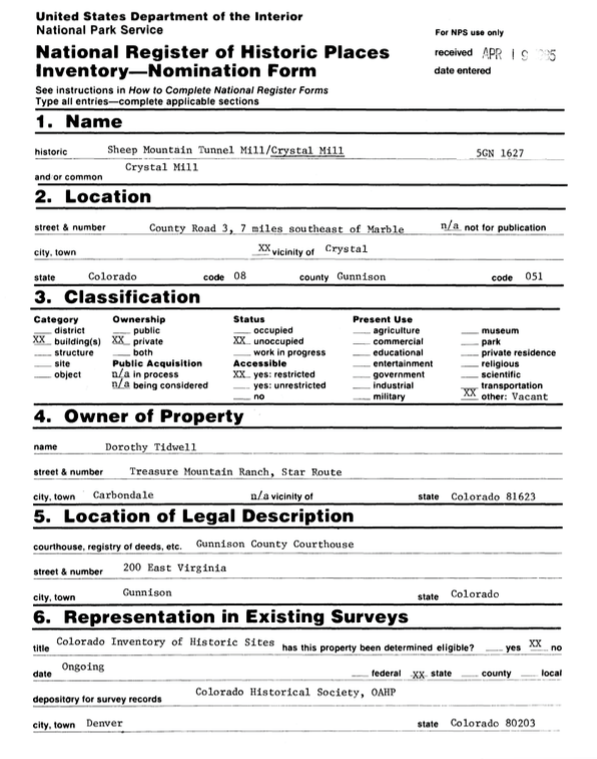 United States Department of the Interior
National Park Service
For NPS use only
National Register of Historic Places
Inventory—Nomination Form
received APR 19
date entered
See instructions in How to Complete National Register Forms
Type all entries—complete applicable sections
1. Name
historic Sheep Mountain Tunnel Mill/Crystal Mill 5GN 1627
Crystal Mill
and or common
2. Location
street & number County Road 3, 7 miles southeast of Marble n/a not for publication
city, town XX vicinity of Crystal
state Colorado code 08 county Gunnison code 051
3. Classification
Category Ownership Status Present Use
___ district ___ public ___ occupied ___ agriculture ___ museum
XX building(s) XX private XX unoccupied ___ commercial ___ park
___ structure ___ both ___ work in progress ___ educational ___ private residence
___ site Public Acquisition Accessible ___ entertainment ___ religious
___ object n/a in process XX yes: restricted ___ government ___ scientific
n/a being considered ___ yes: unrestricted ___ industrial ___ transportation
___ no ___ military XX other: Vacant
4. Owner of Property
name Dorothy Tidwell
street & number Treasure Mountain Ranch, Star Route
city, town Carbondale n/a vicinity of state Colorado 81623
5. Location of Legal Description
courthouse, registry of deeds, etc. Gunnison County Courthouse
street & number 200 East Virginia
city, town Gunnison state Colorado
6. Representation in Existing Surveys
title Colorado Inventory of Historic Sites has this property been determined eligible? ___ yes XX no
date Ongoing ___ federal XX state ___ county ___ local
depository for survey records Colorado Historical Society, OAHP
city, town Denver state Colorado 80203